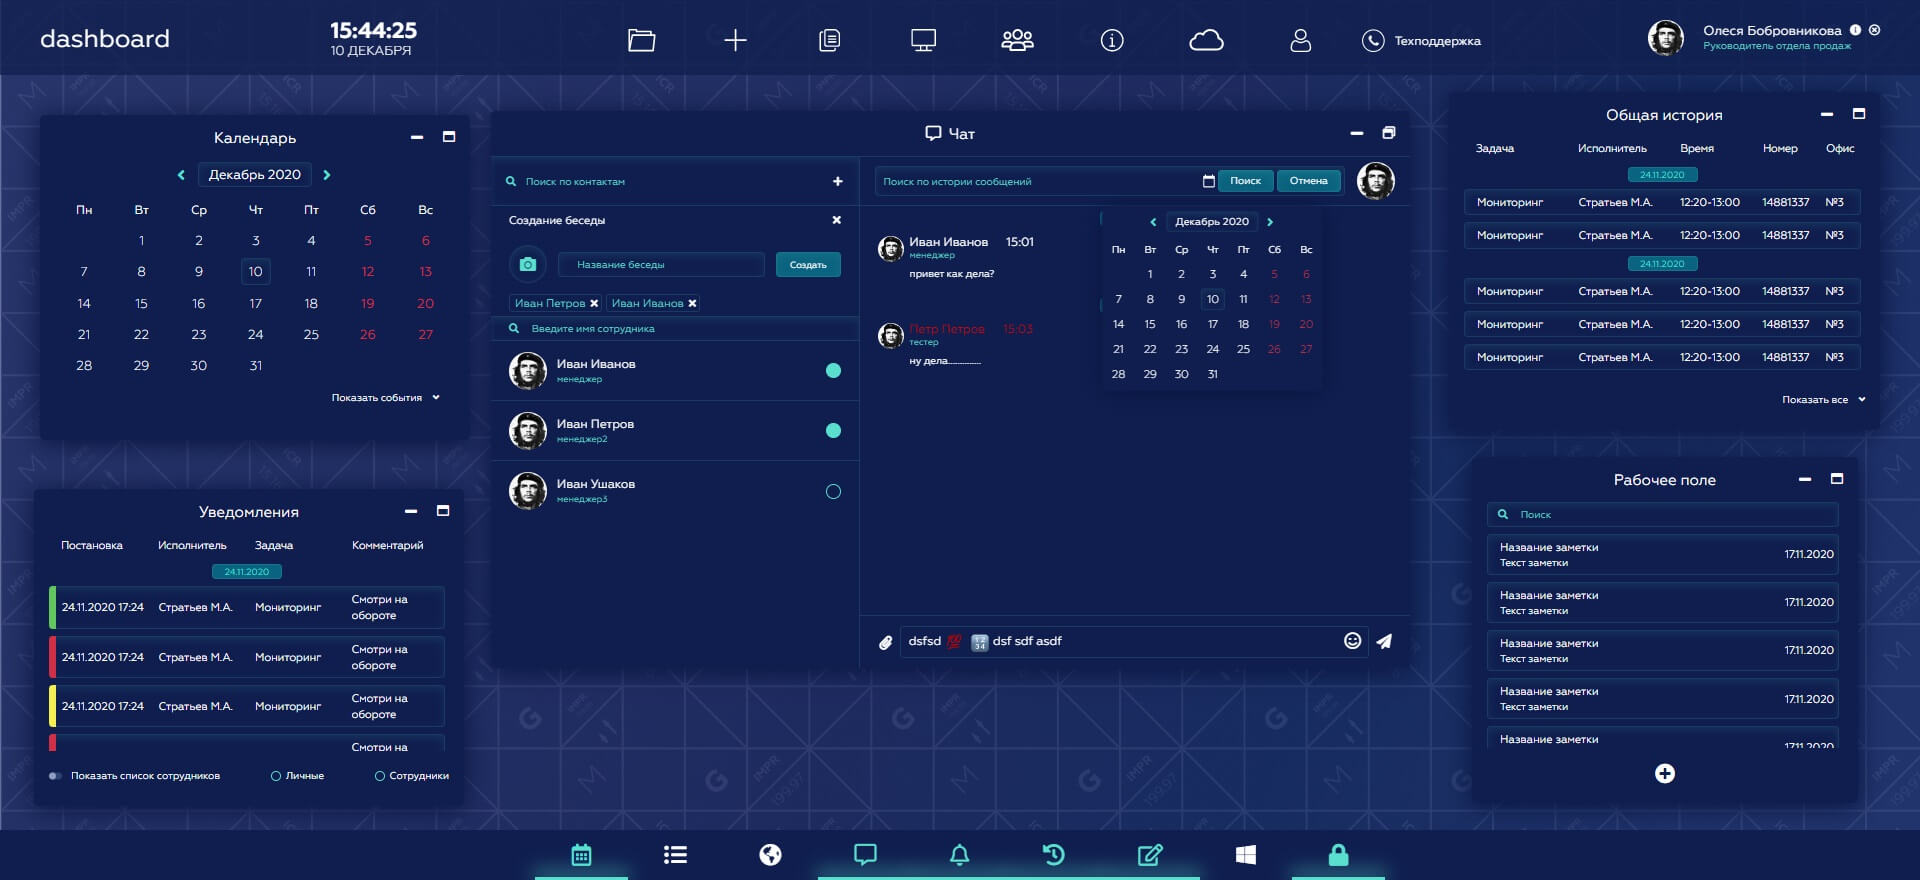 dashboard
15:44:25
10 ДЕКАБРЯ
Техподдержка
Олеся Бобровникова
Руководитель отдела продаж
Календарь
Декабрь 2020
Пн Вт Ср Чт Пт Сб Вс
1 2 3 4 5 6
7 8 9 10 11 12 13
14 15 16 17 18 19 20
21 22 23 24 25 26 27
28 29 30 31
Показать события
Уведомления
Постановка Исполнитель Задача Комментарий
24.11.2020
24.11.2020 17:24 Стратьев М.А. Мониторинг Смотри на
обороте
24.11.2020 17:24 Стратьев М.А. Мониторинг Смотри на
обороте
24.11.2020 17:24 Стратьев М.А. Мониторинг Смотри на
обороте
Смотри на
Показать список сотрудников Личные Сотрудники
Чат
Поиск по контактам
Создание беседы
Название беседы Создать
Иван Петров Иван Иванов
Введите имя сотрудника
Иван Иванов
менеджер
Иван Петров
менеджер2
Иван Ушаков
менеджер3
Поиск по истории сообщений Поиск Отмена
Иван Иванов 15:01
менеджер
привет как дела?
Петр Петров 15:03
тестер
ну дела..............
Декабрь 2020
Пн Вт Ср Чт Пт Сб Вс
1 2 3 4 5 6
7 8 9 10 11 12 13
14 15 16 17 18 19 20
21 22 23 24 25 26 27
28 29 30 31
dsfsd 💯 🔢 dsf sdf asdf
Общая история
Задача Исполнитель Время Номер Офис
24.11.2020
Мониторинг Стратьев М.А. 12:20-13:00 14881337 №3
Мониторинг Стратьев М.А. 12:20-13:00 14881337 №3
24.11.2020
Мониторинг Стратьев М.А. 12:20-13:00 14881337 №3
Мониторинг Стратьев М.А. 12:20-13:00 14881337 №3
Мониторинг Стратьев М.А. 12:20-13:00 14881337 №3
Показать все
Рабочее поле
Поиск
Название заметки
Текст заметки
17.11.2020
Название заметки
Текст заметки
17.11.2020
Название заметки
Текст заметки
17.11.2020
Название заметки
Текст заметки
17.11.2020
Название заметки
17.11.2020